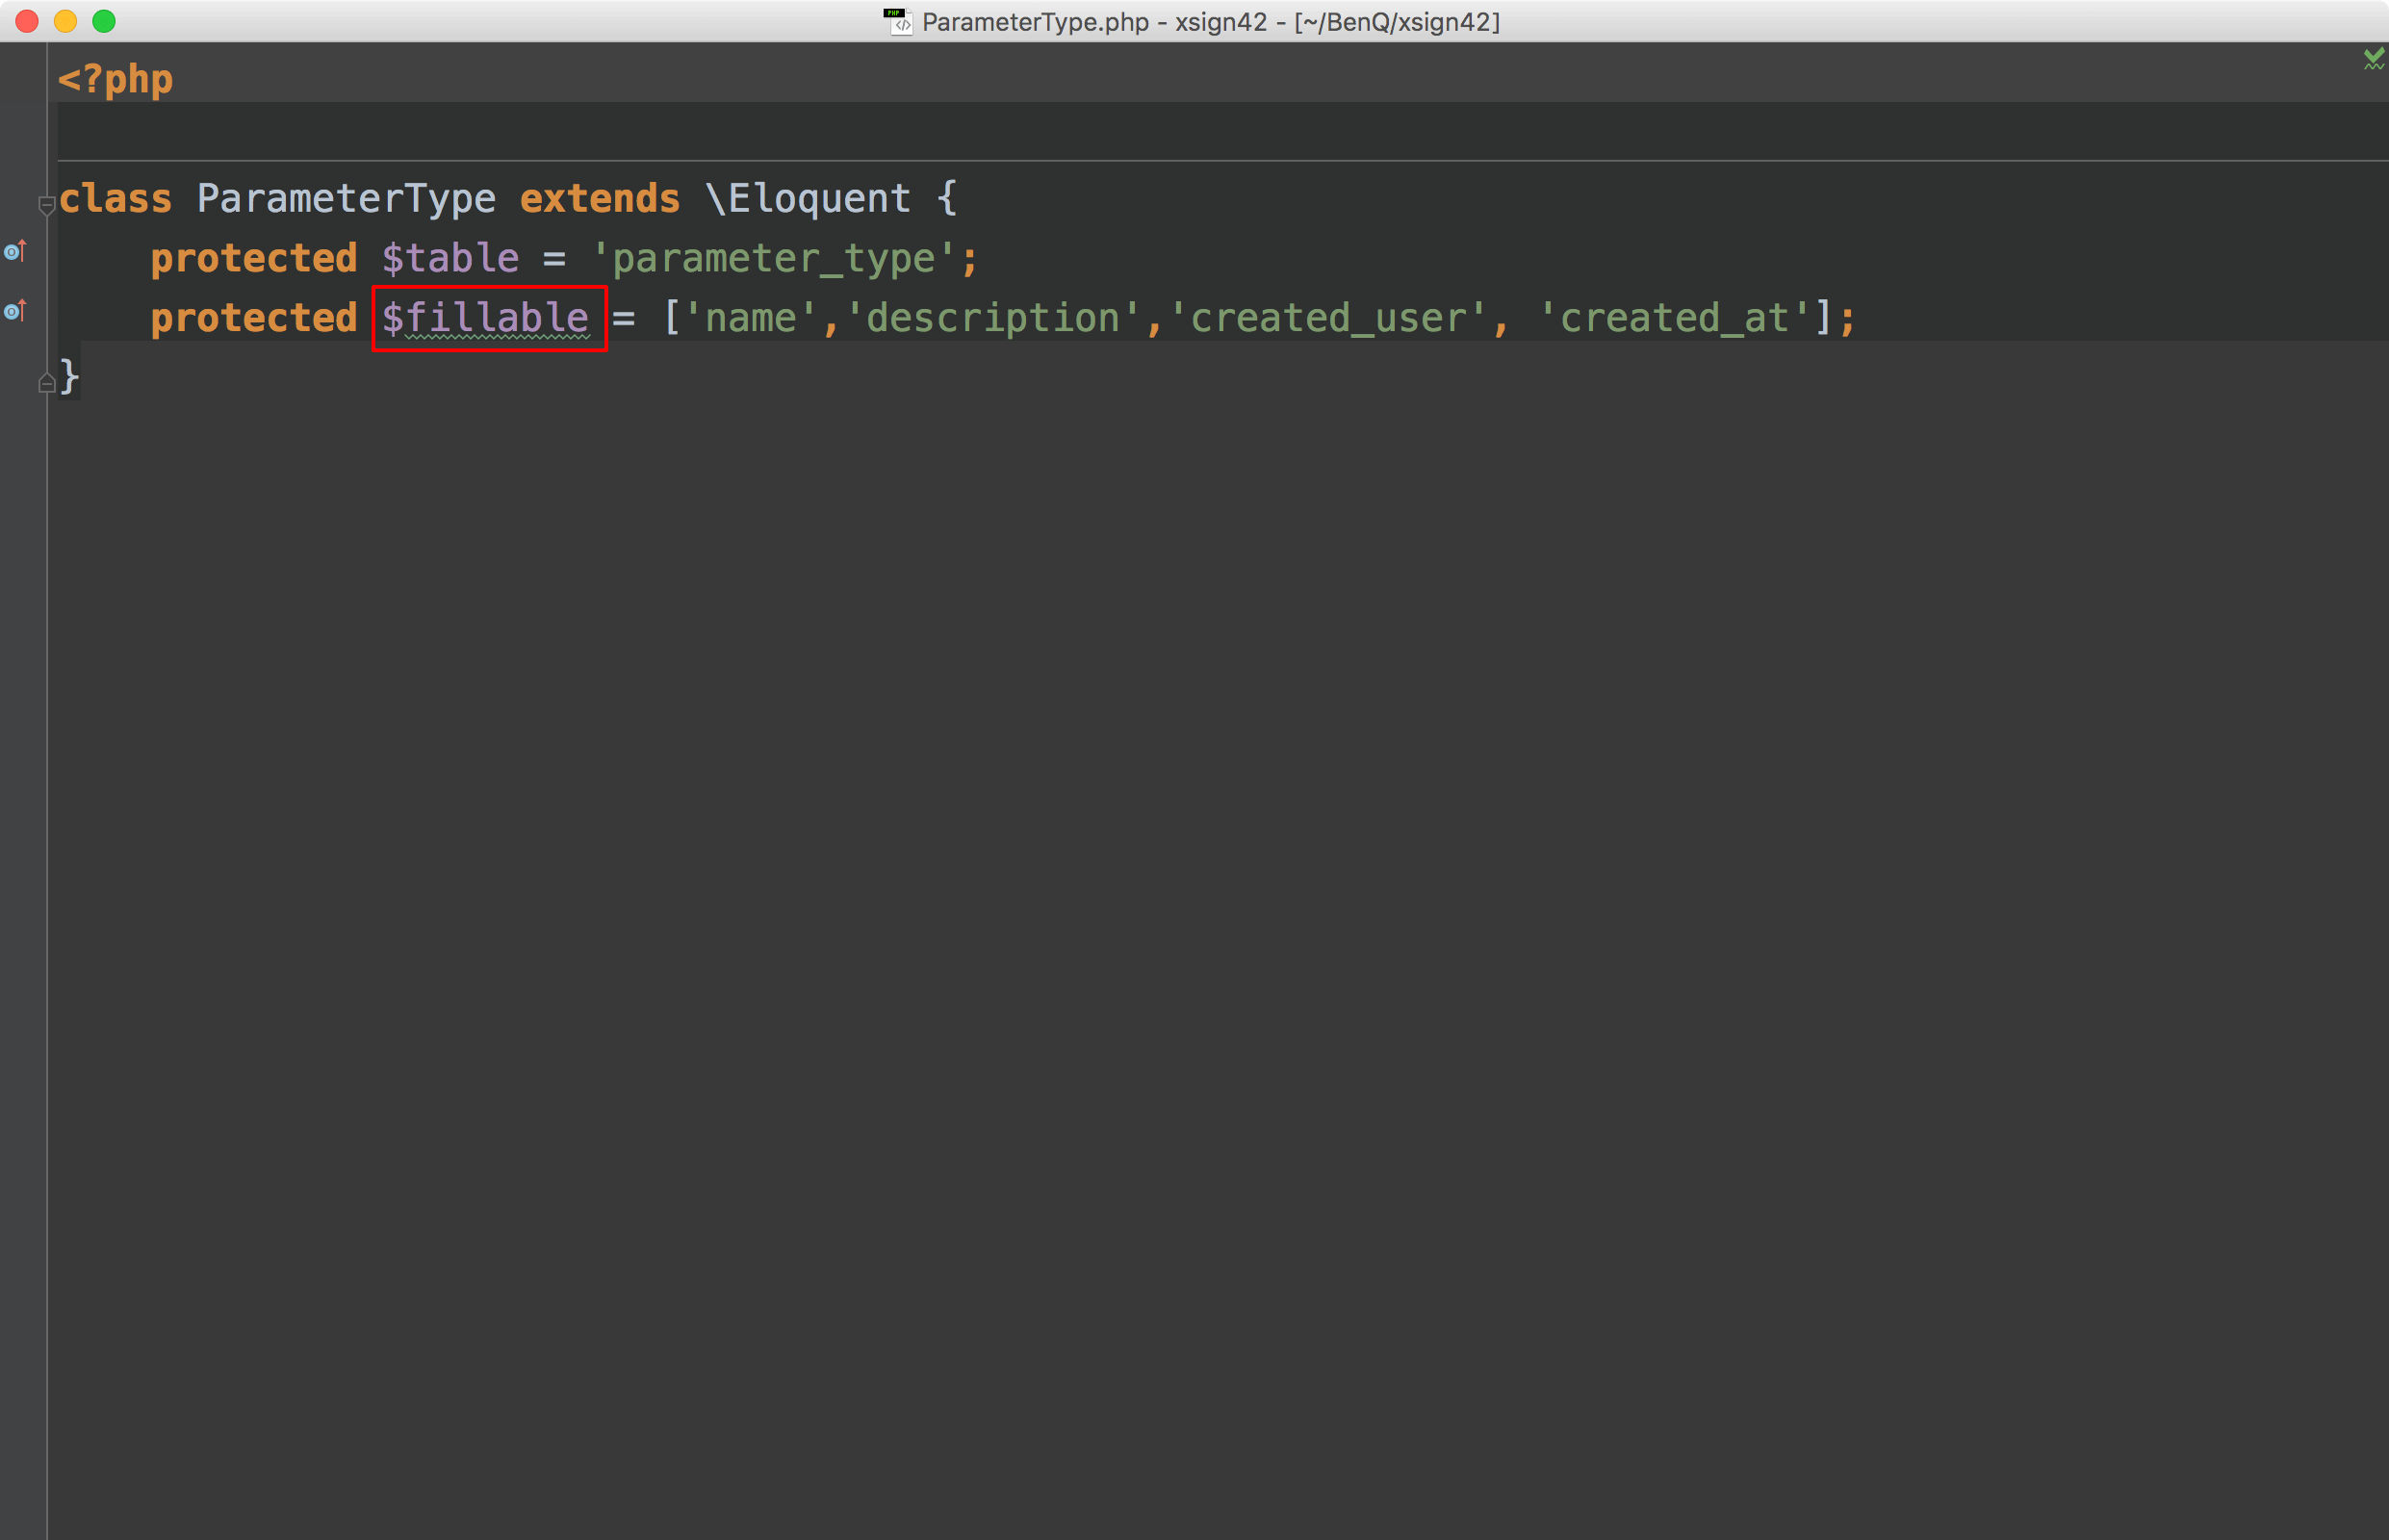 ParameterType.php - xsign42 - [~/BenQ/xsign42]
<?php
class ParameterType extends \Eloquent {
    protected $table = 'parameter_type';
    protected $fillable = ['name','description','created_user', 'created_at'];
}